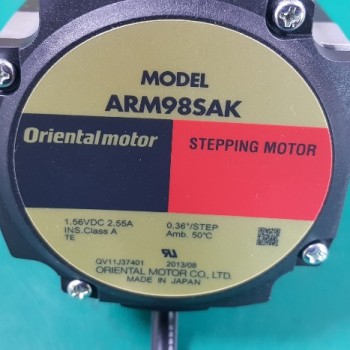 MODEL
ARM98SAK
Orientalmotor
STEPPING MOTOR
1.56VDC 2.55A 0.36°/STEP
INS.Class A Amb. 50°C
TE
QV11J37401 2013/08
ORIENTAL MOTOR CO., LTD.
MADE IN JAPAN